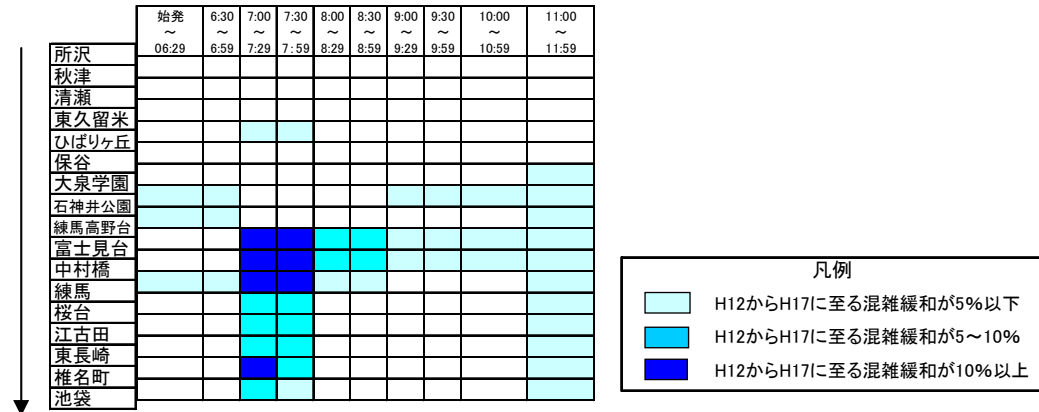 始発 6:30 7:00 7:30 8:00 8:30 9:00 9:30 10:00 11:00
～ ～ ～ ～ ～ ～ ～ ～ ～ ～
06:29 6:59 7:29 7:59 8:29 8:59 9:29 9:59 10:59 11:59
所沢
秋津
清瀬
東久留米
ひばりヶ丘
保谷
大泉学園
石神井公園
練馬高野台
富士見台
中村橋
練馬
桜台
江古田
東長崎
椎名町
池袋
凡例
H12からH17に至る混雑緩和が5%以下
H12からH17に至る混雑緩和が5～10%
H12からH17に至る混雑緩和が10%以上